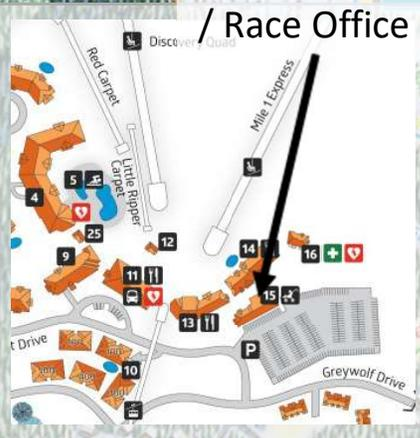 / Race Office
Discovery Quad
Red Carpet
Mile 1 Express
Little Ripper
Carpet
5
4
25
12
9
14
16
11
15
13
P
t Drive
10
Greywolf Drive